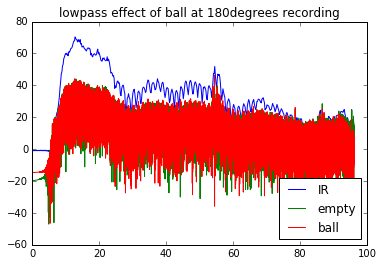 lowpass effect of ball at 180degrees recording
80
60
40
20
0
−20
−40
−60
0 20 40 60 80 100
IR
empty
ball